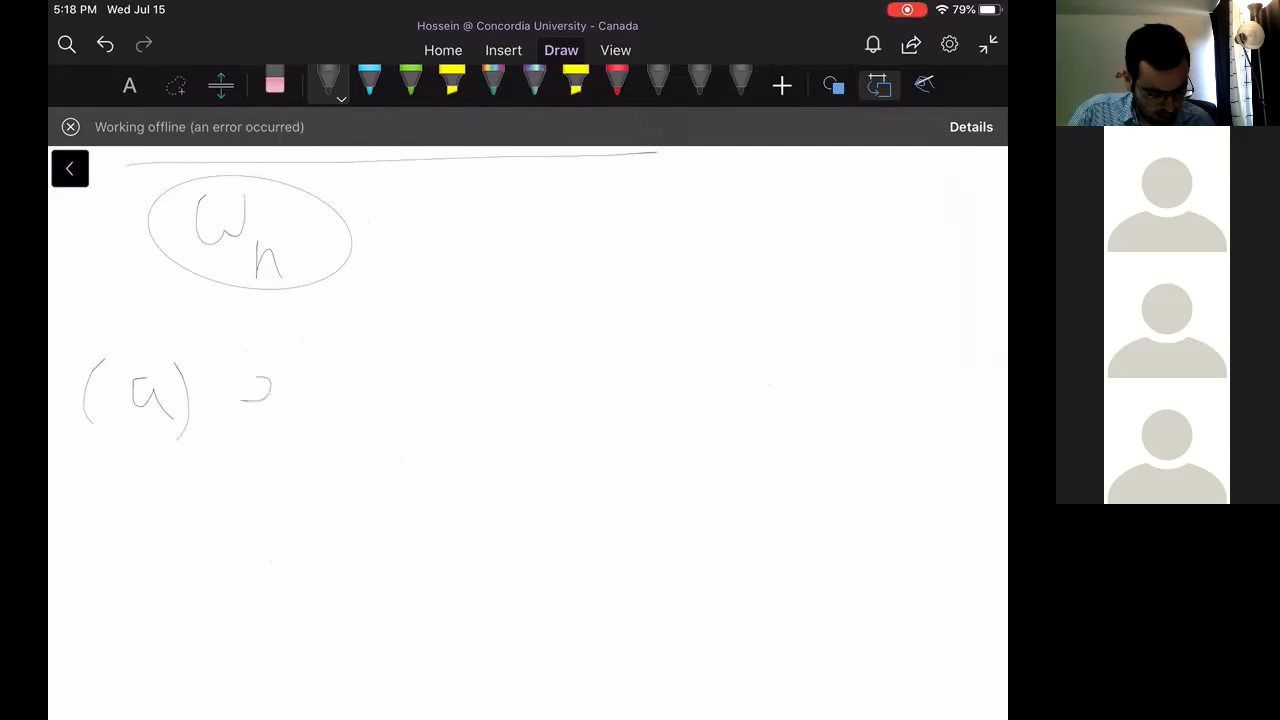 5:18 PM Wed Jul 15
79%
Hossein @ Concordia University - Canada
Home Insert Draw View
A
Working offline (an error occurred) Details
ω
n
(a)